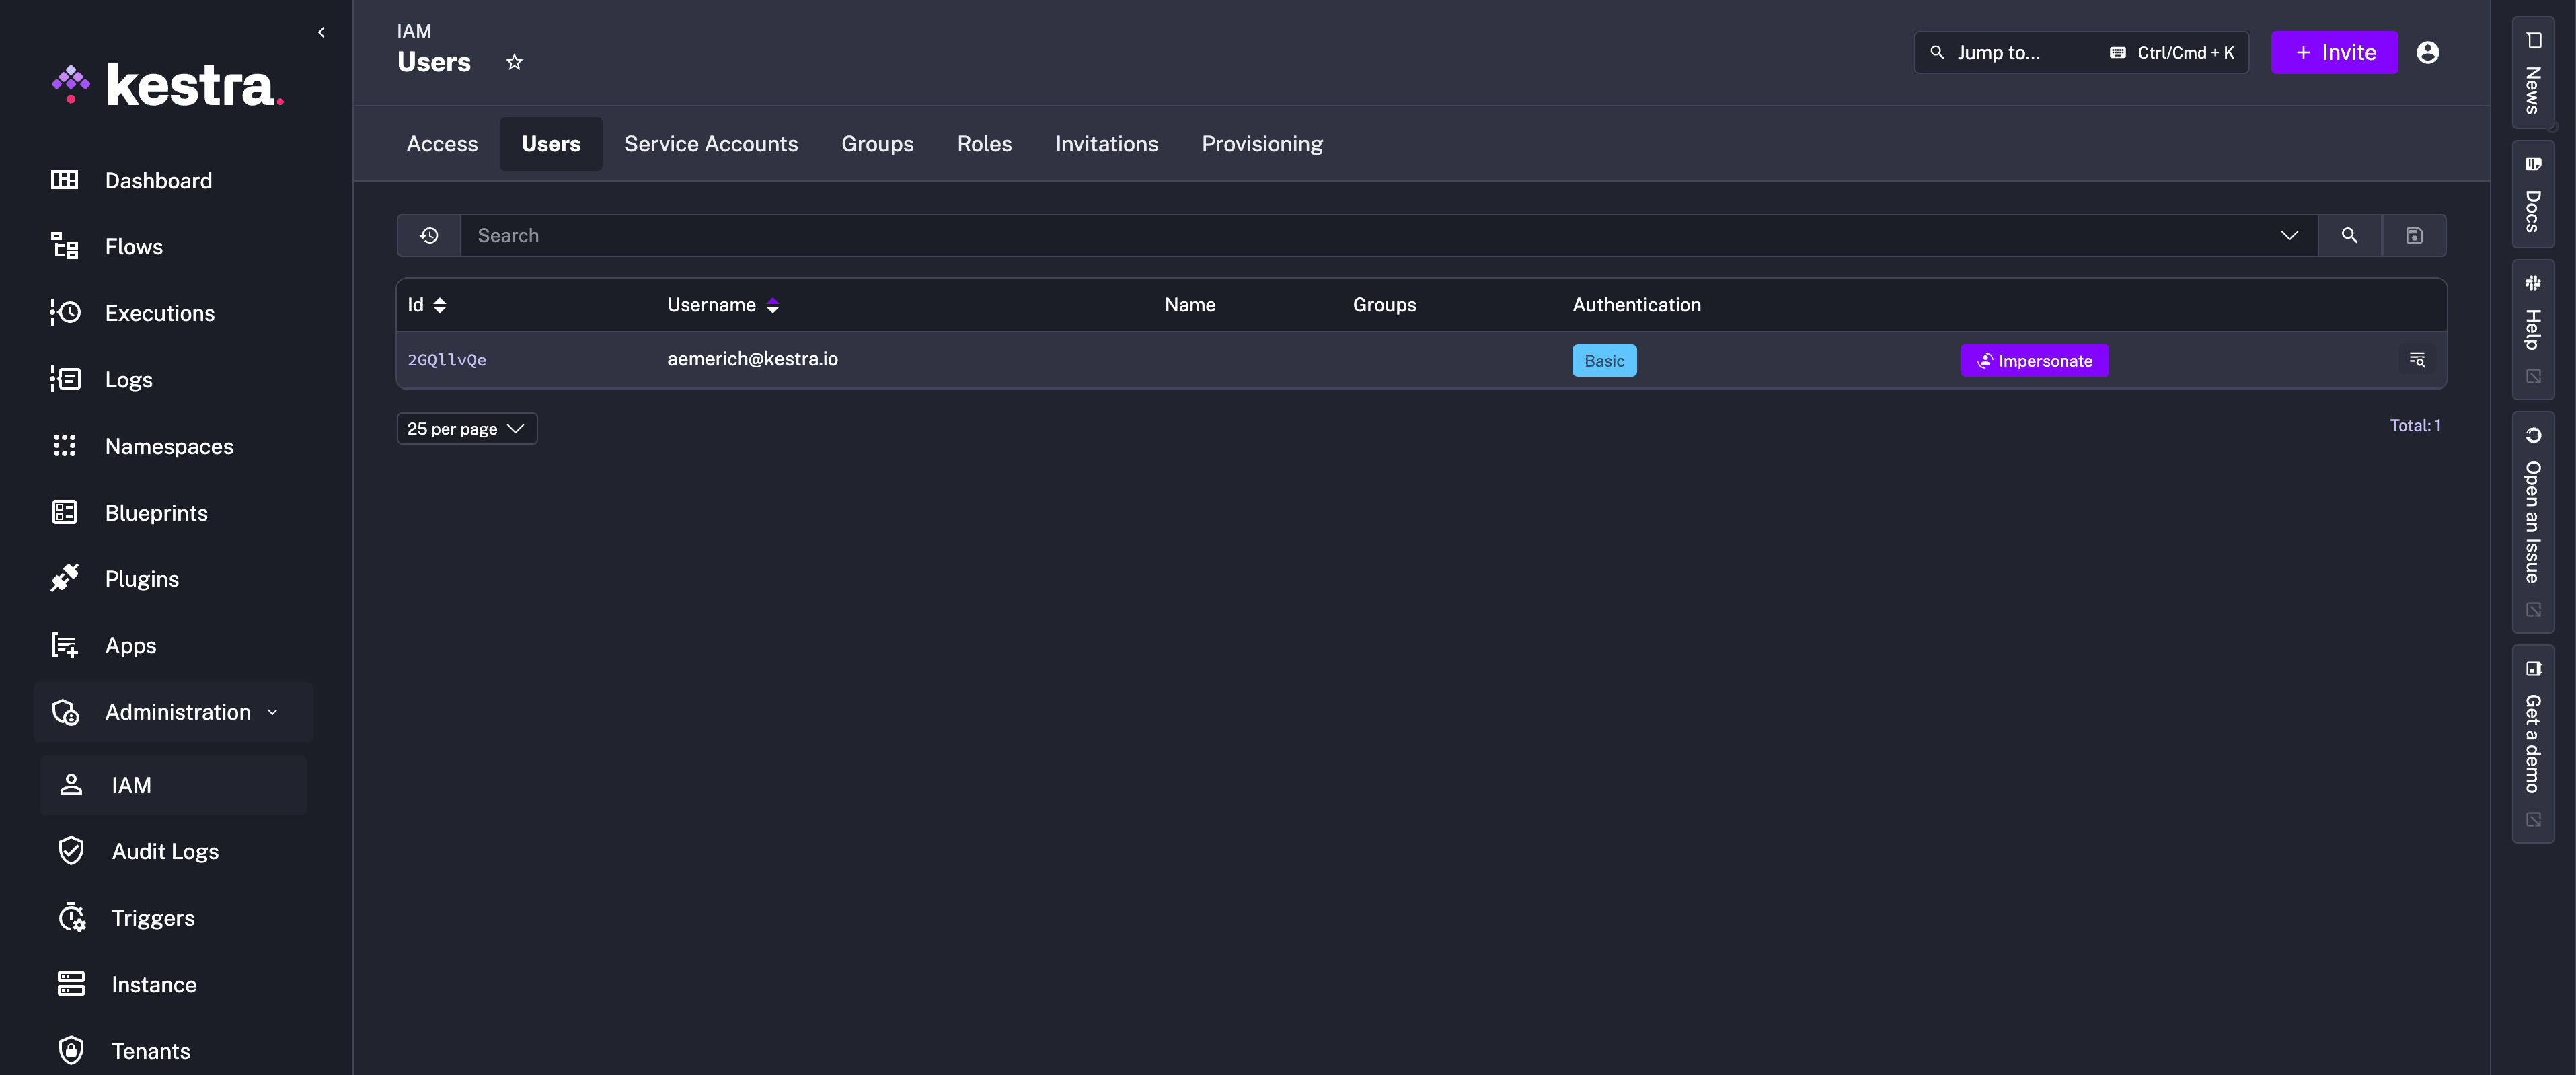 kestra.
Dashboard
Flows
Executions
Logs
Namespaces
Blueprints
Plugins
Apps
Administration
IAM
Audit Logs
Triggers
Instance
Tenants
IAM
Users
Jump to... Ctrl/Cmd + K
+ Invite
Access Users Service Accounts Groups Roles Invitations Provisioning
Search
Id Username Name Groups Authentication
2GQllvQe aemerich@kestra.io Basic Impersonate
25 per page
Total: 1
News
Docs
Help
Open an Issue
Get a demo